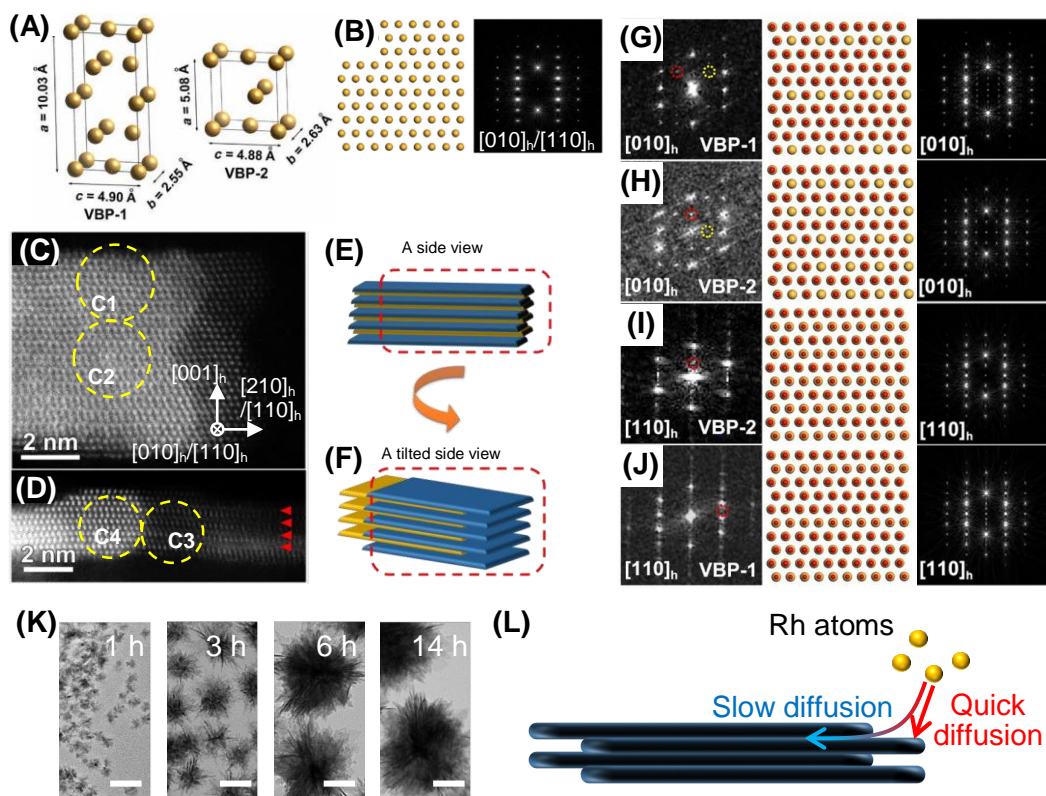 (A)
a = 10.03 Å
c = 4.90 Å
b = 2.55 Å
VBP-1
a = 5.08 Å
c = 4.88 Å
b = 2.63 Å
VBP-2
(B)
[010]h/[110]h
(C)
C1
C2
[001]h
[210]h
/[110]h
[010]h/[110]h
2 nm
(D)
C4
C3
2 nm
(E)
A side view
(F)
A tilted side view
(G)
[010]h
VBP-1
[010]h
(H)
[010]h
VBP-2
[010]h
(I)
[110]h
VBP-2
[110]h
(J)
[110]h
VBP-1
[110]h
(K)
1 h
3 h
6 h
14 h
(L)
Rh atoms
Slow diffusion
Quick
diffusion